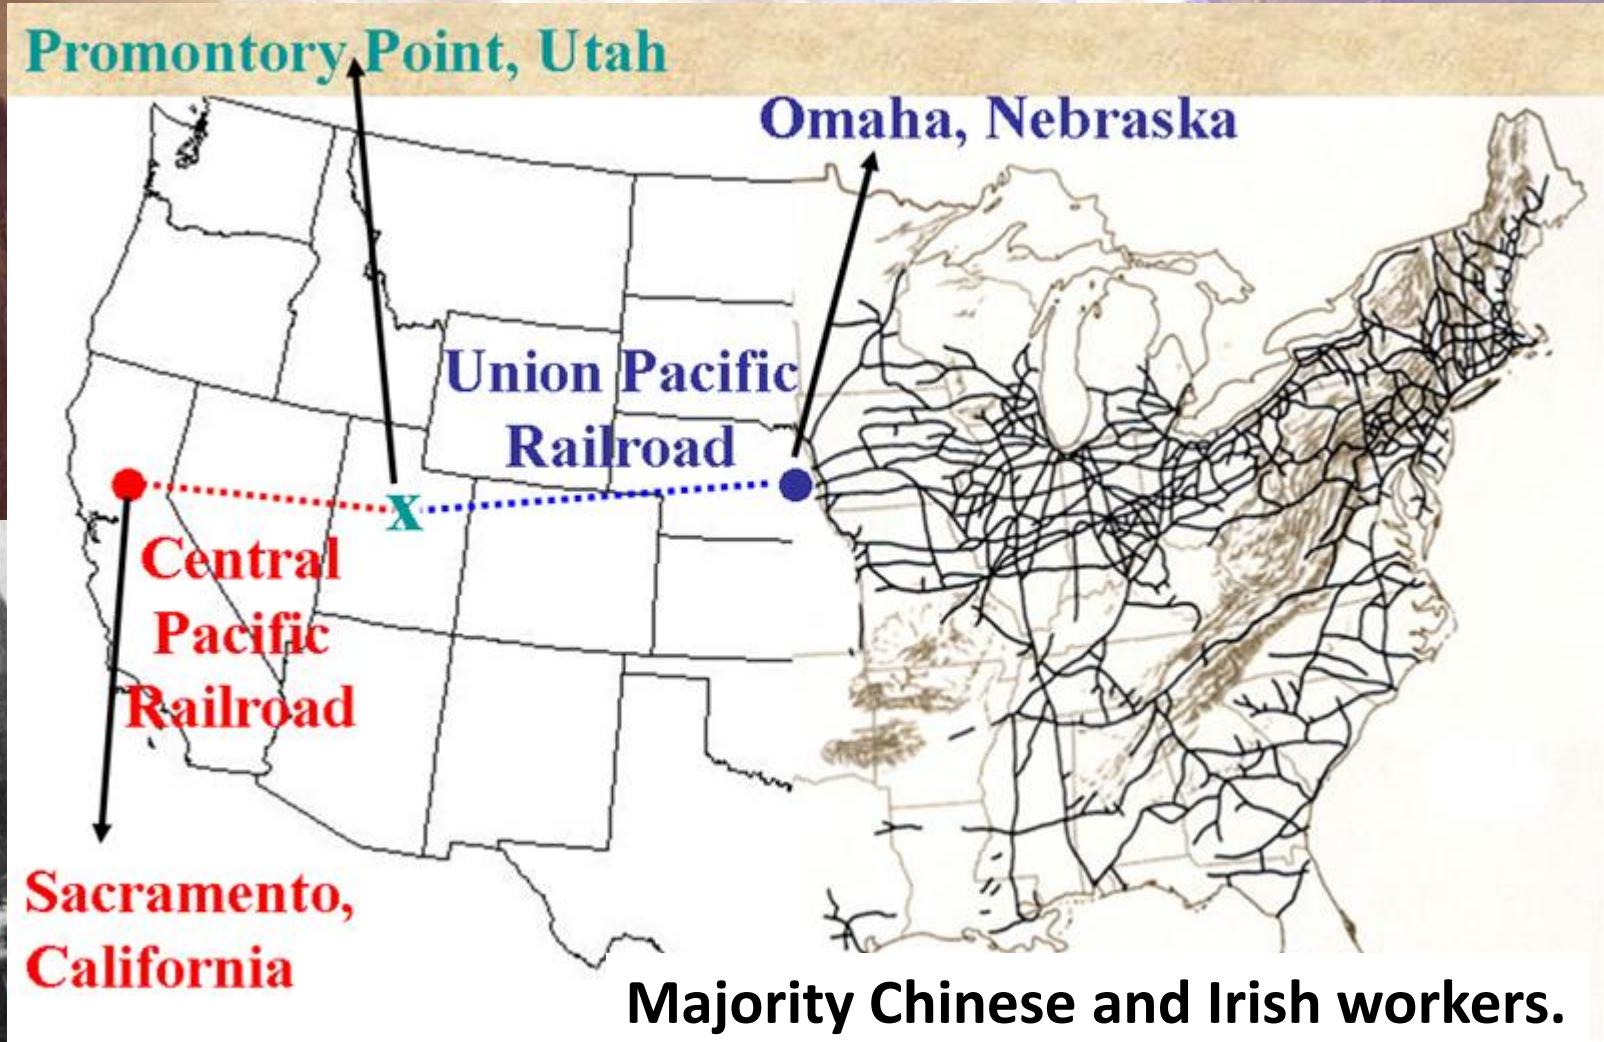 Promontory Point, Utah
Omaha, Nebraska
Union Pacific
Railroad
x
Central
Pacific
Railroad
Sacramento,
California
Majority Chinese and Irish workers.